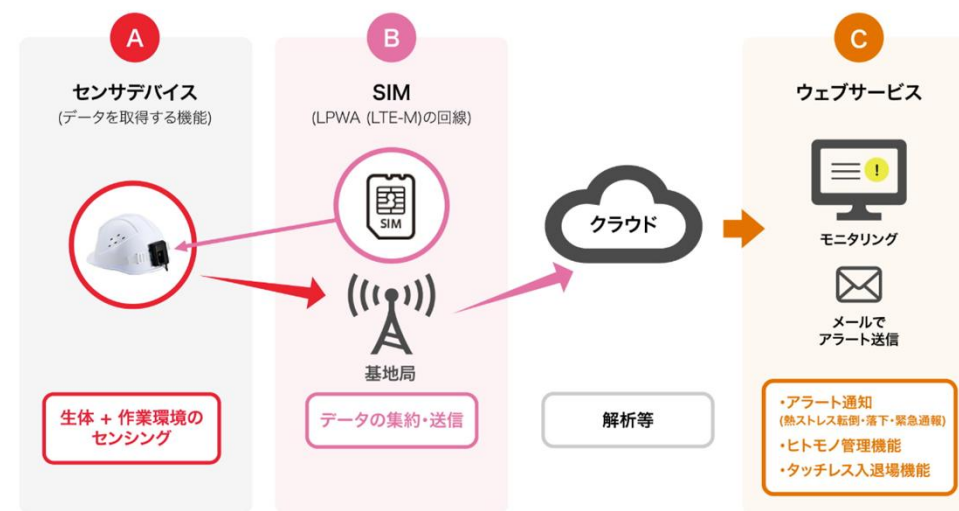 A
センサデバイス
(データを取得する機能)
生体 + 作業環境の
センシング
B
SIM
(LPWA (LTE-M)の回線)
SIM
基地局
データの集約・送信
クラウド
解析等
C
ウェブサービス
!
モニタリング
メールで
アラート送信
・アラート通知
(熱ストレス転倒・落下・緊急通報)
・ヒトモノ管理機能
・タッチレス入退場機能